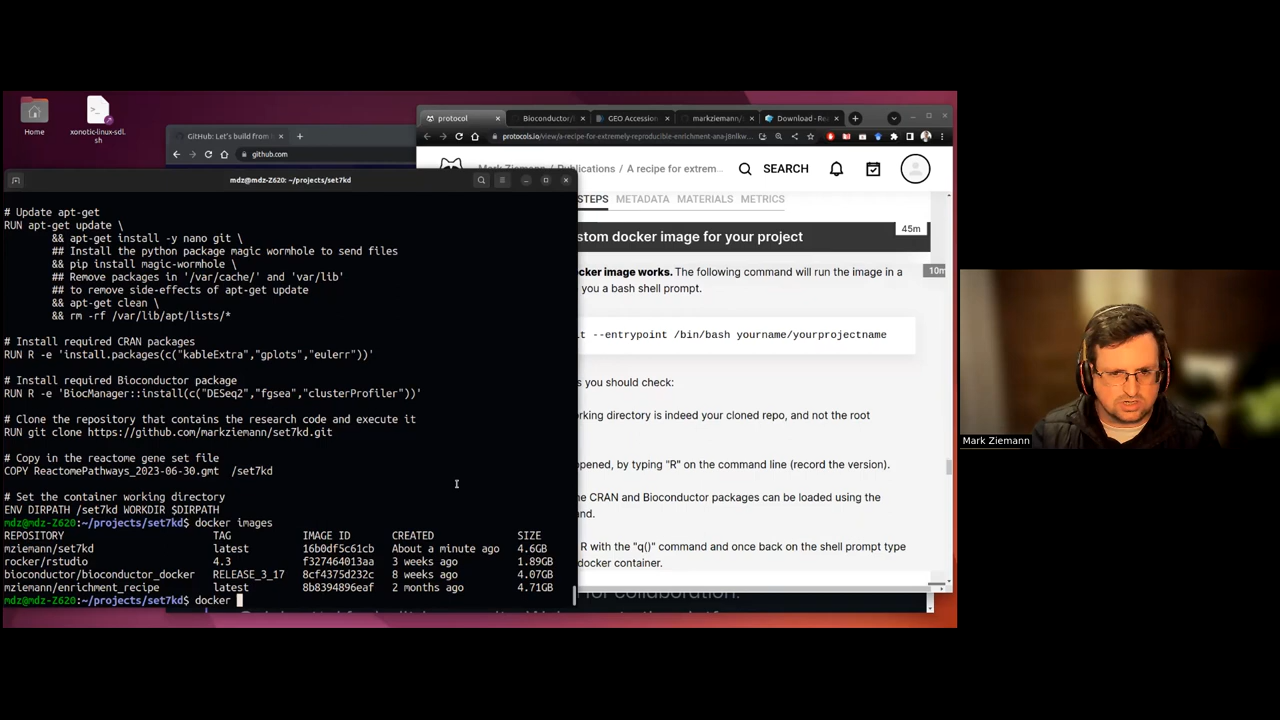 Home
xonotic-linux-sdl.
sh
GitHub: Let's build from
github.com
protocol
Bioconductor/
GEO Accession
markziemann/
Download - Rea
protocols.io/view/a-recipe-for-extremely-reproducible-enrichment-ana-j8nlkw
Mark Ziemann / Publications / A recipe for extrem...
SEARCH
STEPS
METADATA
MATERIALS
METRICS
stom docker image for your project
45m
ocker image works. The following command will run the image in a
10m
you a bash shell prompt.
it --entrypoint /bin/bash yourname/yourprojectname
s you should check:
orking directory is indeed your cloned repo, and not the root
opened, by typing "R" on the command line (record the version).
he CRAN and Bioconductor packages can be loaded using the
nd.
R with the "q()" command and once back on the shell prompt type
docker container.
for collaboration.
mdz@mdz-Z620: ~/projects/set7kd
# Update apt-get
RUN apt-get update \
&& apt-get install -y nano git \
## Install the python package magic wormhole to send files
&& pip install magic-wormhole \
## Remove packages in '/var/cache/' and 'var/lib'
## to remove side-effects of apt-get update
&& apt-get clean \
&& rm -rf /var/lib/apt/lists/*
# Install required CRAN packages
RUN R -e 'install.packages(c("kableExtra","gplots","eulerr"))'
# Install required Bioconductor package
RUN R -e 'BiocManager::install(c("DESeq2","fgsea","clusterProfiler"))'
# Clone the repository that contains the research code and execute it
RUN git clone https://github.com/markziemann/set7kd.git
# Copy in the reactome gene set file
COPY ReactomePathways_2023-06-30.gmt /set7kd
# Set the container working directory
ENV DIRPATH /set7kd WORKDIR $DIRPATH
mdz@mdz-Z620:~/projects/set7kd$ docker images
REPOSITORY TAG IMAGE ID CREATED SIZE
mziemann/set7kd latest 16b0df5c61cb About a minute ago 4.6GB
rocker/rstudio 4.3 f327464013aa 3 weeks ago 1.89GB
bioconductor/bioconductor_docker RELEASE_3_17 8cf4375d232c 8 weeks ago 4.07GB
mziemann/enrichment_recipe latest 8b8394896eaf 2 months ago 4.71GB
mdz@mdz-Z620:~/projects/set7kd$ docker
Mark Ziemann